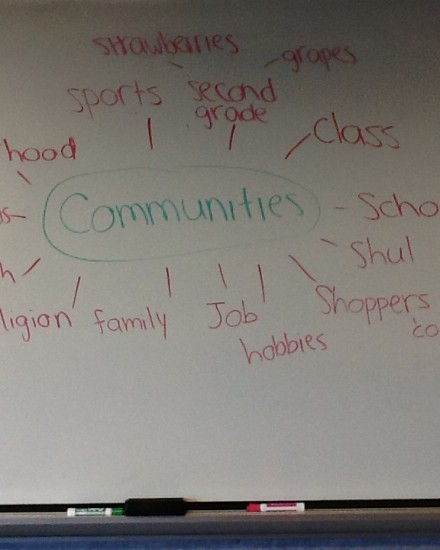 strawberries
grapes
sports
second
grade
Class
hood
Communities
Scho
Shul
ligion
family
Job
Shoppers
hobbies
co